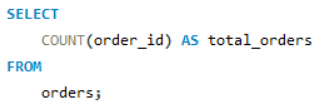 SELECT
    COUNT(order_id) AS total_orders
FROM
    orders;